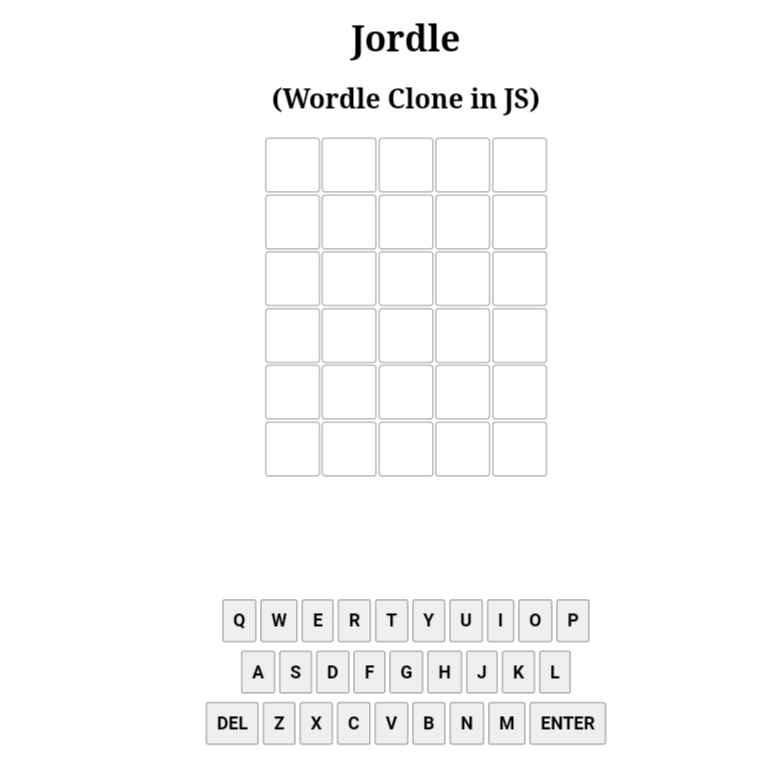 Jordle
(Wordle Clone in JS)
Q W E R T Y U I O P
A S D F G H J K L
DEL Z X C V B N M ENTER